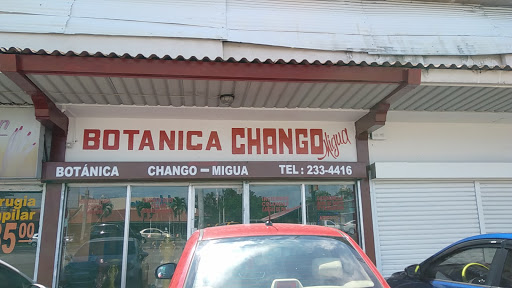 BOTANICA CHANGO Migua
BOTÁNICA CHANGO - MIGUA TEL: 233-4416
rugia
pilar
5.00